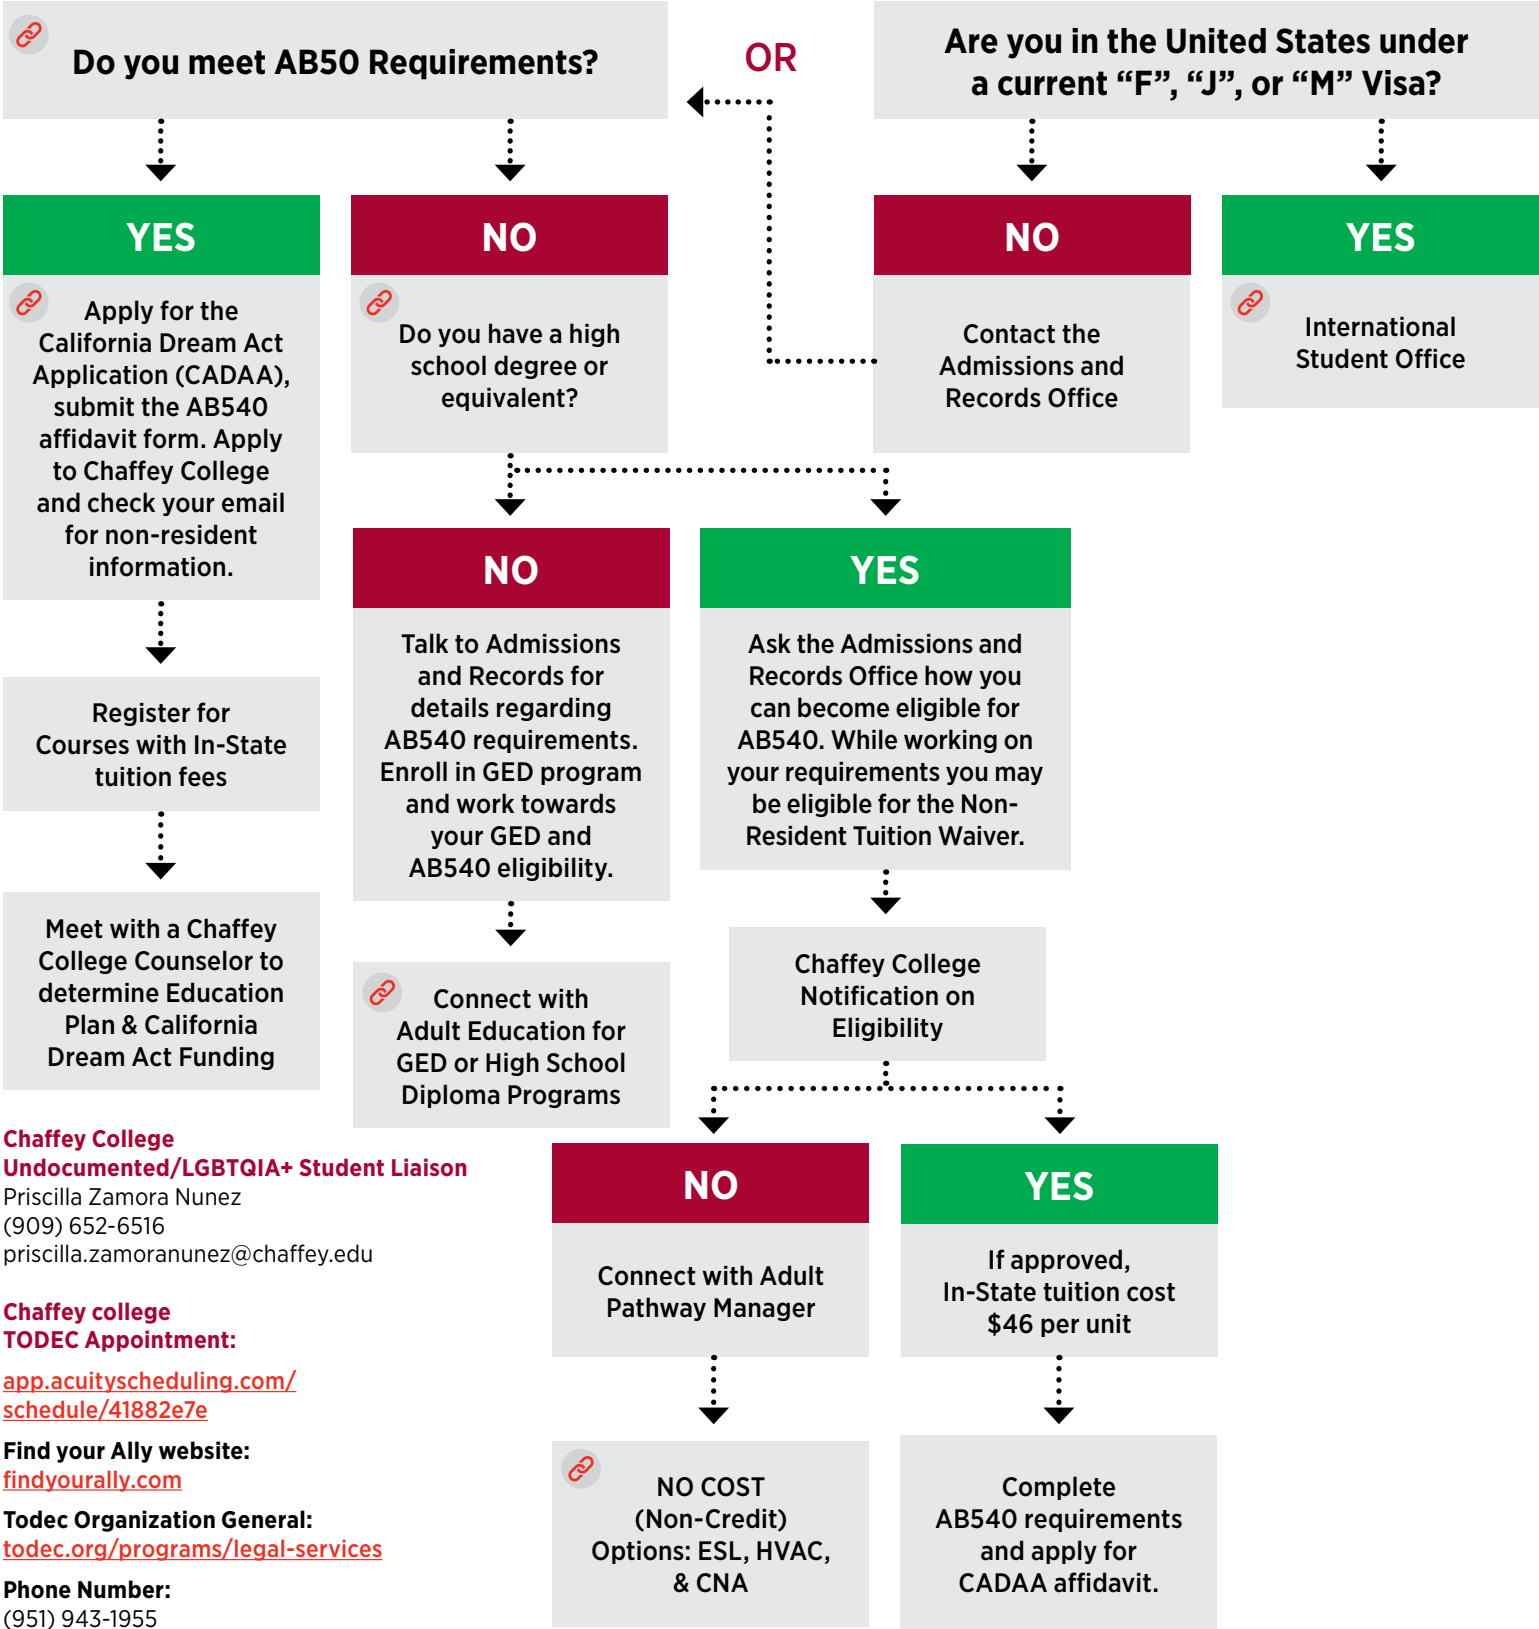 Do you meet AB50 Requirements?
OR
Are you in the United States under
a current “F”, “J”, or “M” Visa?
YES
Apply for the
California Dream Act
Application (CADAA),
submit the AB540
affidavit form. Apply
to Chaffey College
and check your email
for non-resident
information.
Register for
Courses with In-State
tuition fees
Meet with a Chaffey
College Counselor to
determine Education
Plan & California
Dream Act Funding
NO
Do you have a high
school degree or
equivalent?
NO
Contact the
Admissions and
Records Office
YES
International
Student Office
NO
Talk to Admissions
and Records for
details regarding
AB540 requirements.
Enroll in GED program
and work towards
your GED and
AB540 eligibility.
Connect with
Adult Education for
GED or High School
Diploma Programs
YES
Ask the Admissions and
Records Office how you
can become eligible for
AB540. While working on
your requirements you may
be eligible for the Non-
Resident Tuition Waiver.
Chaffey College
Notification on
Eligibility
NO
Connect with Adult
Pathway Manager
NO COST
(Non-Credit)
Options: ESL, HVAC,
& CNA
YES
If approved,
In-State tuition cost
$46 per unit
Complete
AB540 requirements
and apply for
CADAA affidavit.
Chaffey College
Undocumented/LGBTQIA+ Student Liaison
Priscilla Zamora Nunez
(909) 652-6516
priscilla.zamoranunez@chaffey.edu
Chaffey college
TODEC Appointment:
app.acuityscheduling.com/
schedule/41882e7e
Find your Ally website:
findyourally.com
Todec Organization General:
todec.org/programs/legal-services
Phone Number:
(951) 943-1955